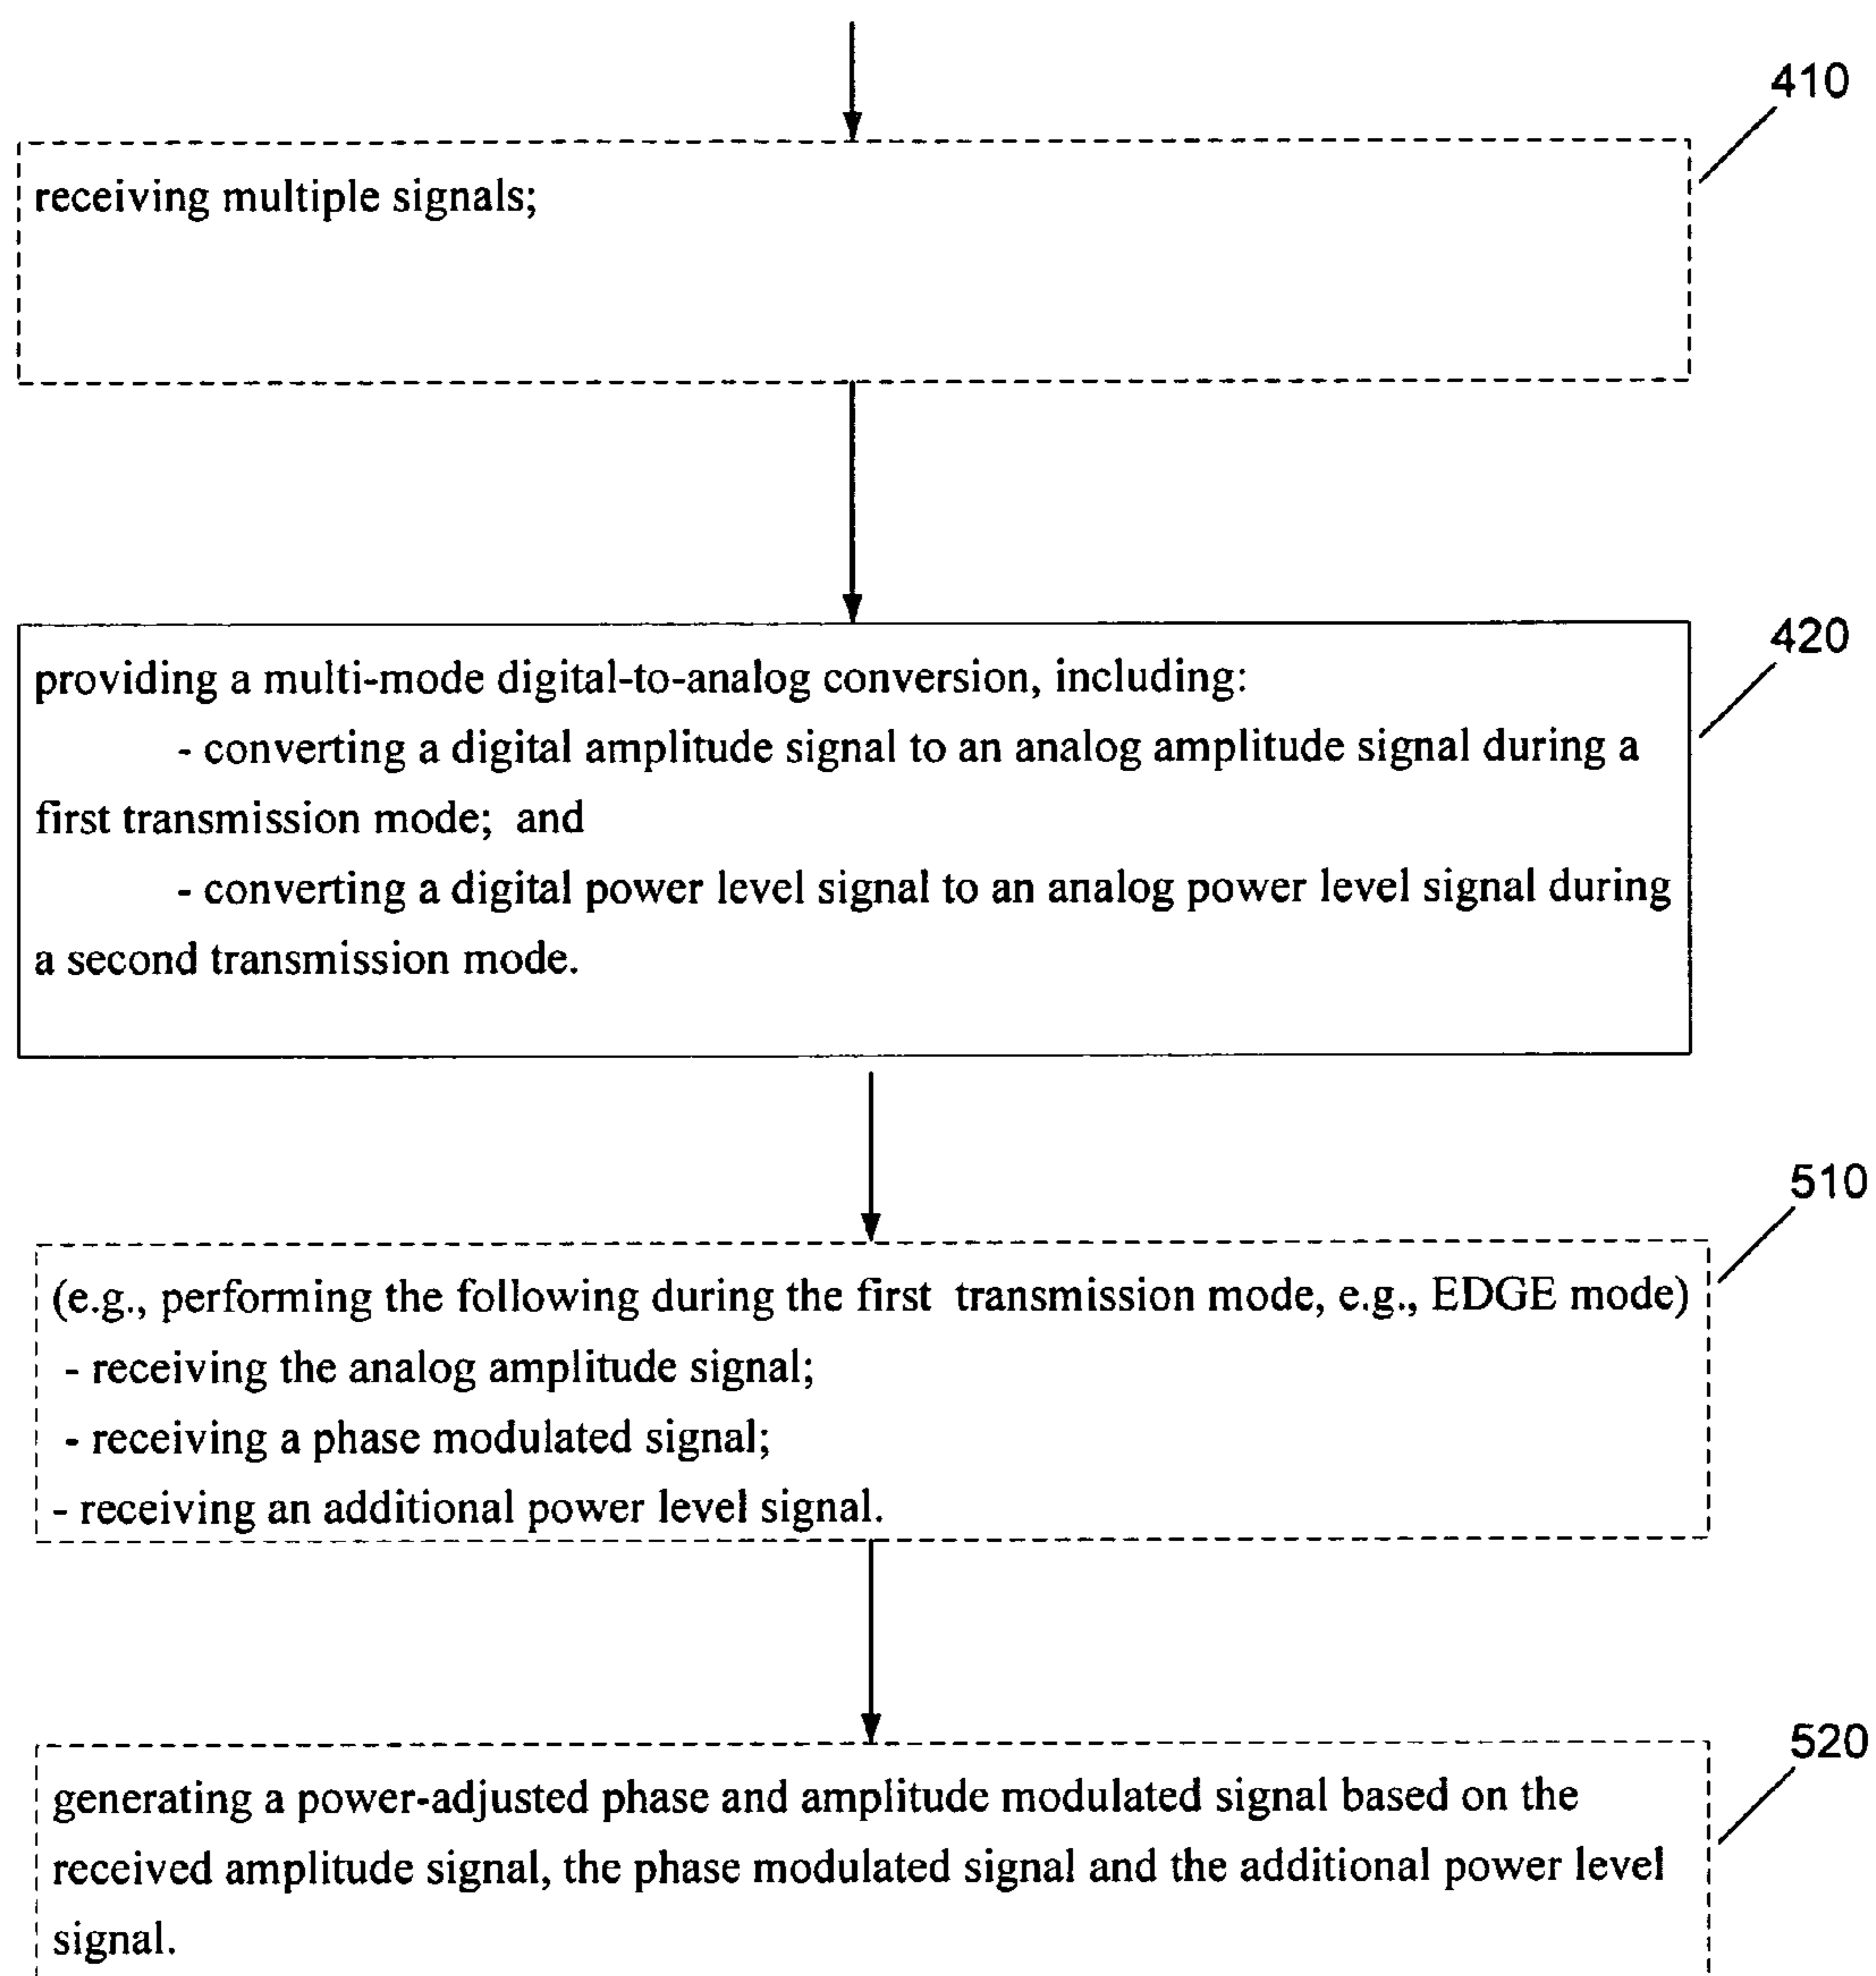 410
receiving multiple signals;
420
providing a multi-mode digital-to-analog conversion, including:
- converting a digital amplitude signal to an analog amplitude signal during a
first transmission mode; and
- converting a digital power level signal to an analog power level signal during
a second transmission mode.
510
(e.g., performing the following during the first transmission mode, e.g., EDGE mode)
- receiving the analog amplitude signal;
- receiving a phase modulated signal;
- receiving an additional power level signal.
520
generating a power-adjusted phase and amplitude modulated signal based on the
received amplitude signal, the phase modulated signal and the additional power level
signal.